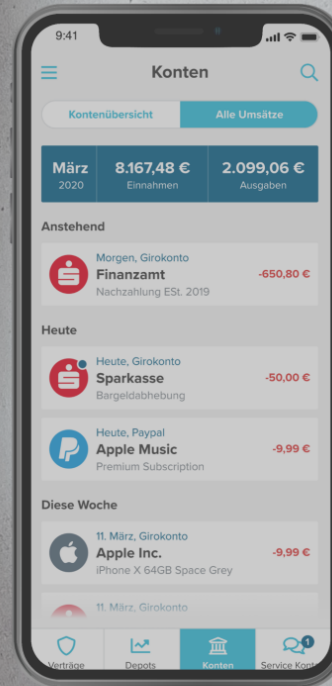 9:41
Konten
Kontenübersicht Alle Umsätze
März 8.167,48 € 2.099,06 €
2020 Einnahmen Ausgaben
Anstehend
Morgen, Girokonto
Finanzamt -650,80 €
Nachzahlung ESt. 2019
Heute
Heute, Girokonto
Sparkasse -50,00 €
Bargeldabhebung
Heute, Paypal
Apple Music -9,99 €
Premium Subscription
Diese Woche
11. März, Girokonto
Apple Inc. -9,99 €
iPhone X 64GB Space Grey
11. März, Girokonto
1
Verträge Depots Konten Service Kont